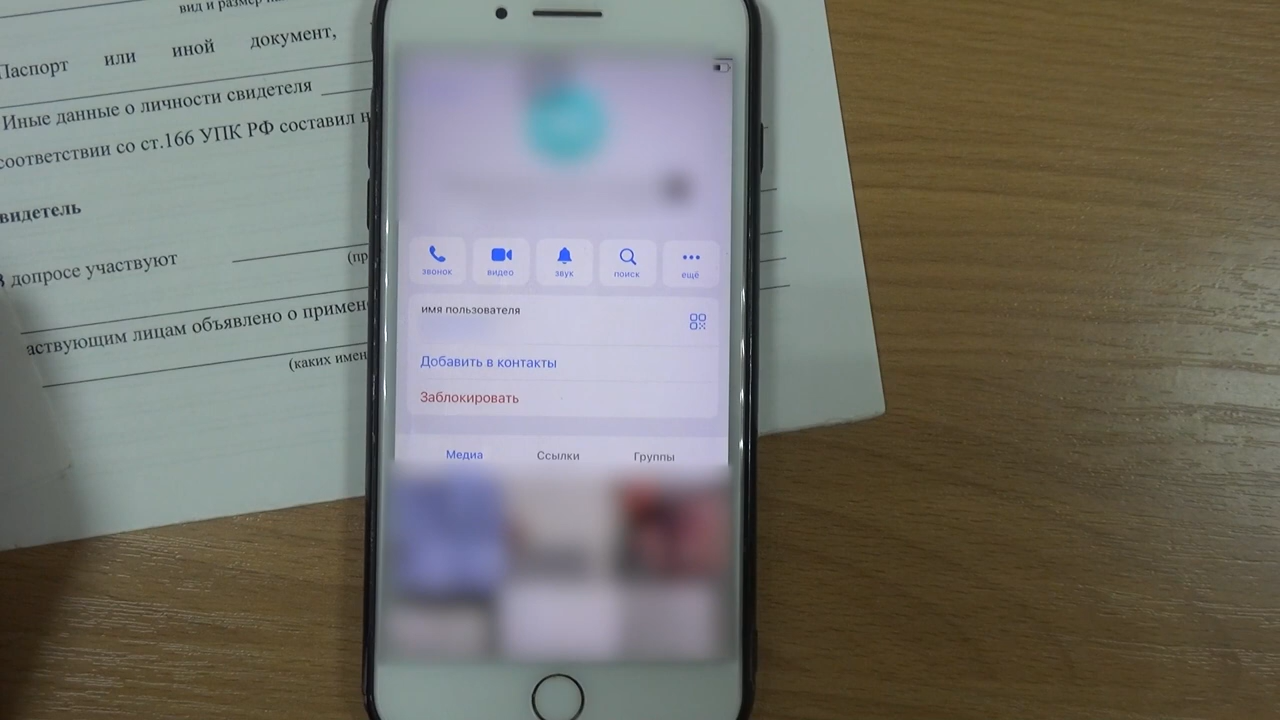 вид и размер
Паспорт или иной документ,
Иные данные о личности свидетеля
соответствии со ст.166 УПК РФ составил
видетель
допросе участвуют
(пр
аствующим лицам объявлено о примен
(каких имен
звонок
видео
звук
поиск
ещё
имя пользователя
Добавить в контакты
Заблокировать
Медиа
Ссылки
Группы